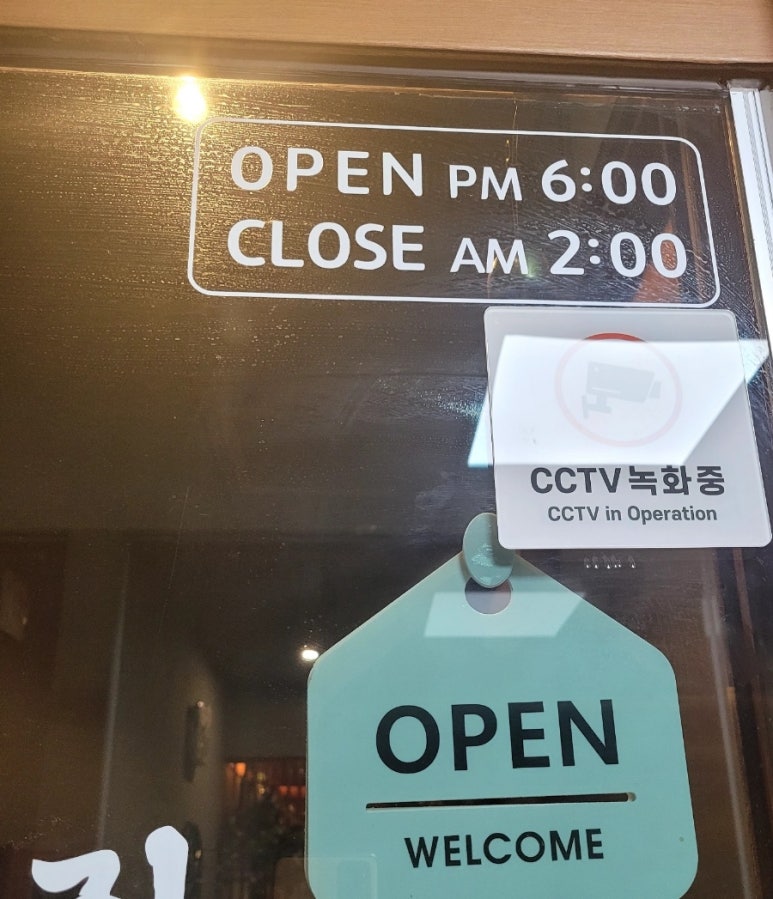 OPEN PM 6:00
CLOSE AM 2:00
CCTV 녹화중
CCTV in Operation
OPEN
WELCOME